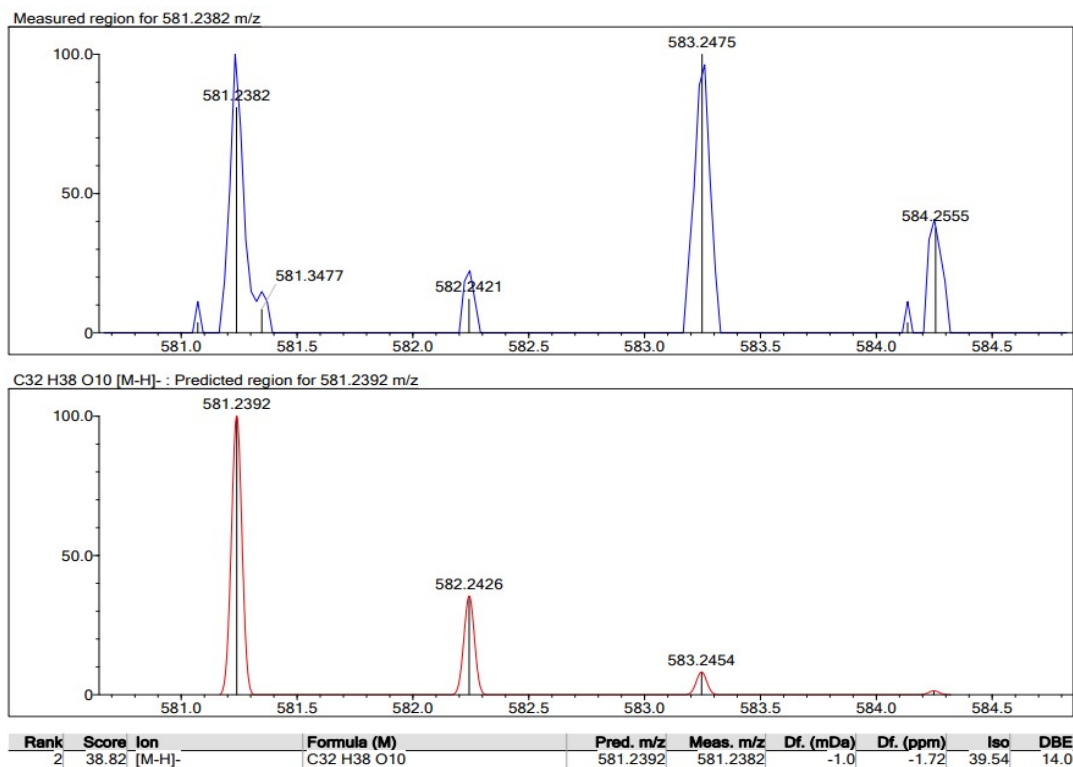 Measured region for 581.2382 m/z
583.2475
100.0
581.2382
50.0
584.2555
581.3477
582.2421
0
581.0 581.5 582.0 582.5 583.0 583.5 584.0 584.5
C32 H38 O10 [M-H]- : Predicted region for 581.2392 m/z
581.2392
100.0
50.0
582.2426
583.2454
0
581.0 581.5 582.0 582.5 583.0 583.5 584.0 584.5
Rank Score Ion Formula (M) Pred. m/z Meas. m/z Df. (mDa) Df. (ppm) Iso DBE
2 38.82 [M-H]- C32 H38 O10 581.2392 581.2382 -1.0 -1.72 39.54 14.0